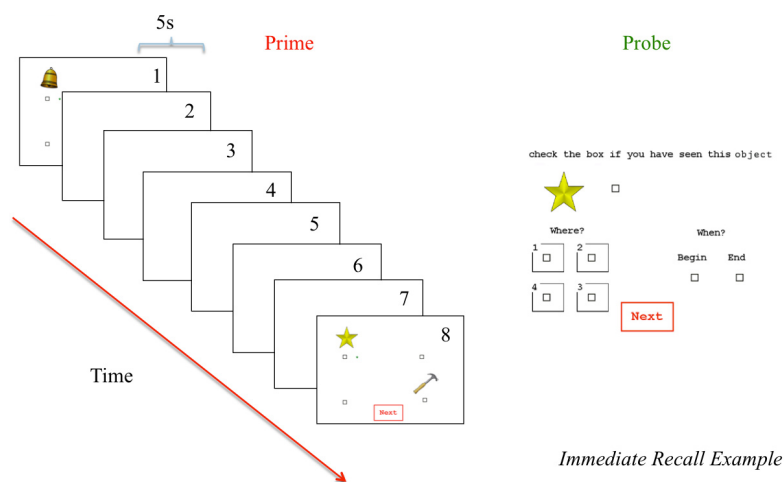 5s
Prime
Probe
1
2
3
4
5
6
7
8
Next
Time
check the box if you have seen this object
Where?
When?
1 2
Begin End
4 3
Next
Immediate Recall Example